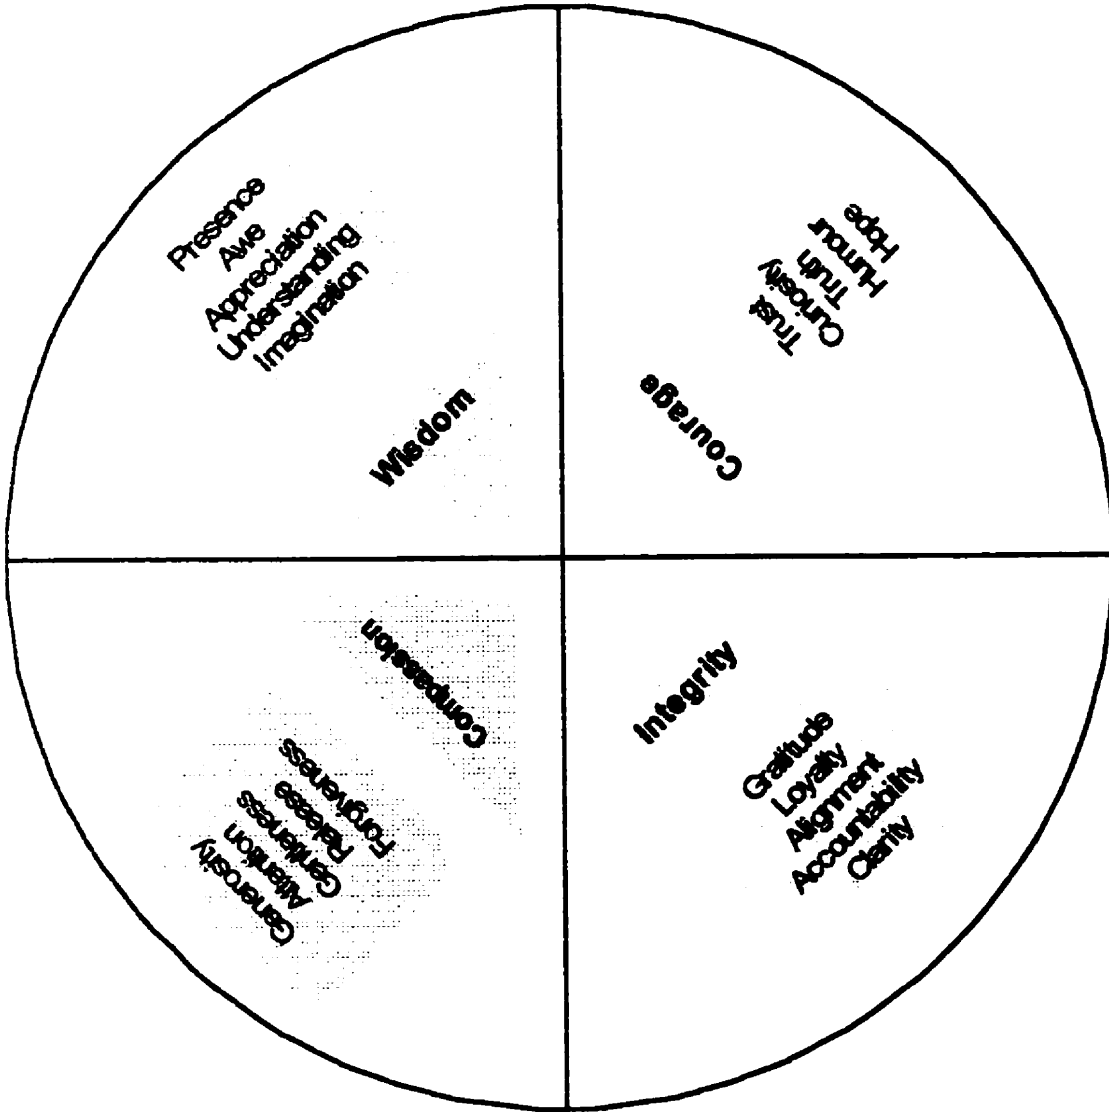 Presence
Awe
Appreciation
Understanding
Imagination
Wisdom
Hope
Humour
Truth
Curiosity
Trust
Courage
Compassion
Forgiveness
Release
Gentleness
Attention
Generosity
Integrity
Gratitude
Loyalty
Alignment
Accountability
Clarity